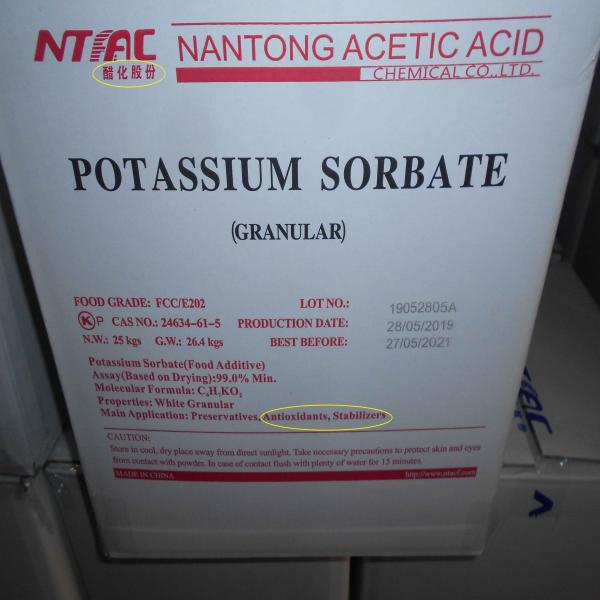 NTAAC NANTONG ACETIC ACID
醋化股份 CHEMICAL CO.,LTD.
POTASSIUM SORBATE
(GRANULAR)
FOOD GRADE: FCC/E202 LOT NO.: 19052805A
K P CAS NO.: 24634-61-5 PRODUCTION DATE: 28/05/2019
N.W.: 25 kgs G.W.: 26.4 kgs BEST BEFORE: 27/05/2021
Potassium Sorbate(Food Additive)
Assay(Based on Drying):99.0% Min.
Molecular Formula: C₆H₇KO₂
Properties: White Granular
Main Application: Preservatives, Antioxidants, Stabilizers
CAUTION:
Store in cool, dry place away from direct sunlight. Take necessary precautions to protect skin and eyes
from contact with powder. In case of contact flush with plenty of water for 15 minutes.
MADE IN CHINA http://www.ntacf.com